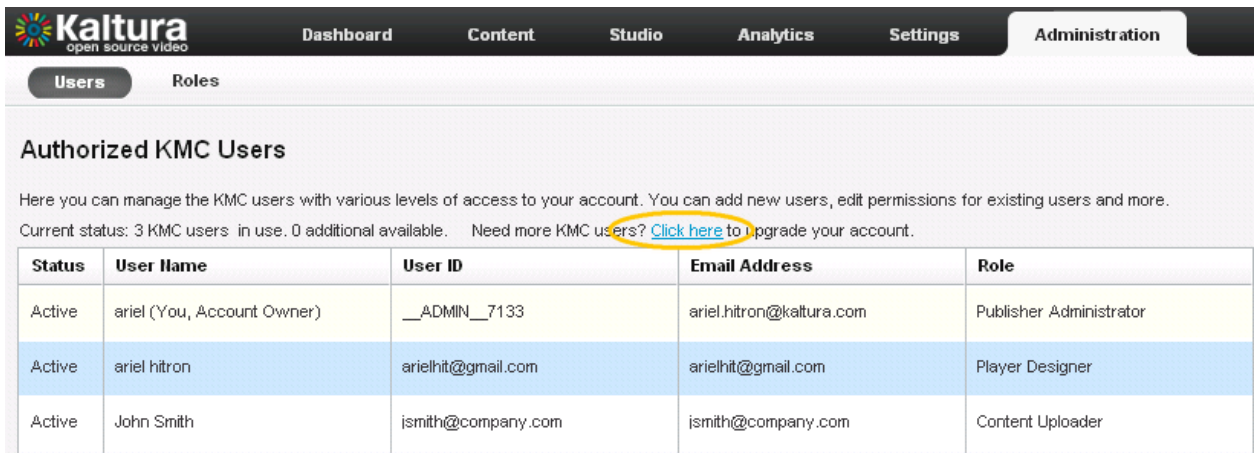 Kaltura
open source video
Dashboard Content Studio Analytics Settings Administration
Users Roles
Authorized KMC Users
Here you can manage the KMC users with various levels of access to your account. You can add new users, edit permissions for existing users and more.
Current status: 3 KMC users in use. 0 additional available. Need more KMC users? Click here to upgrade your account.
Status User Name User ID Email Address Role
Active ariel (You, Account Owner) __ADMIN__7133 ariel.hitron@kaltura.com Publisher Administrator
Active ariel hitron arielhit@gmail.com arielhit@gmail.com Player Designer
Active John Smith jsmith@company.com jsmith@company.com Content Uploader